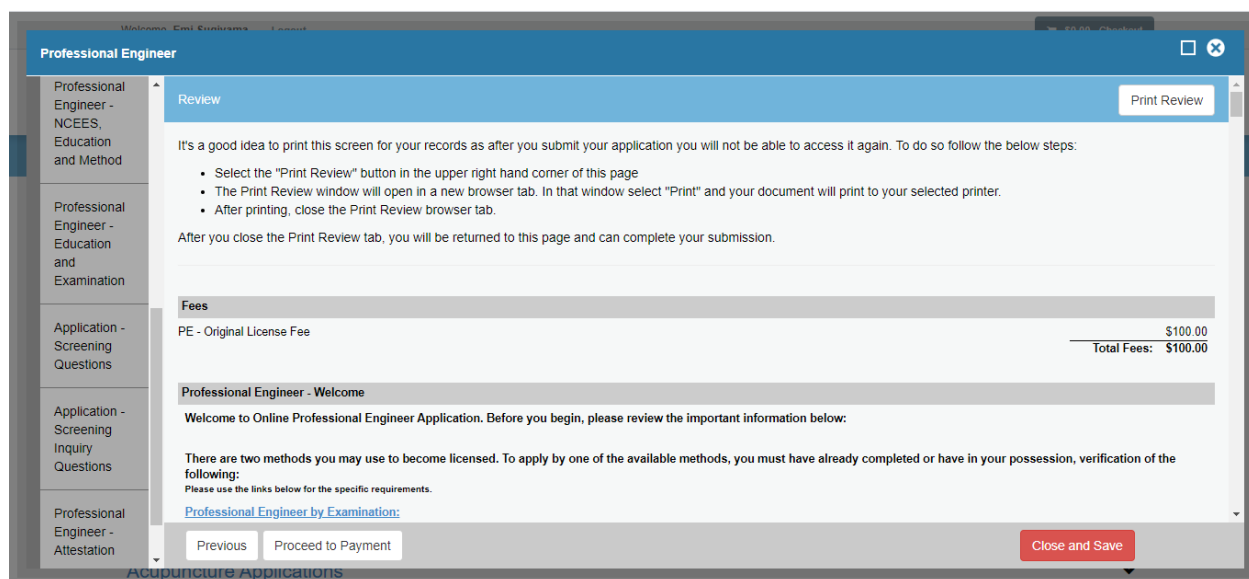 Welcome, Emi Sugiyama Logout
Professional Engineer
Professional
Engineer -
NCEES,
Education
and Method
Professional
Engineer -
Education
and
Examination
Application -
Screening
Questions
Application -
Screening
Inquiry
Questions
Professional
Engineer -
Attestation
Review
Print Review
It's a good idea to print this screen for your records as after you submit your application you will not be able to access it again. To do so follow the below steps:
• Select the "Print Review" button in the upper right hand corner of this page
• The Print Review window will open in a new browser tab. In that window select "Print" and your document will print to your selected printer.
• After printing, close the Print Review browser tab.
After you close the Print Review tab, you will be returned to this page and can complete your submission.
Fees
PE - Original License Fee $100.00
Total Fees: $100.00
Professional Engineer - Welcome
Welcome to Online Professional Engineer Application. Before you begin, please review the important information below:
There are two methods you may use to become licensed. To apply by one of the available methods, you must have already completed or have in your possession, verification of the
following:
Please use the links below for the specific requirements.
Professional Engineer by Examination:
Previous Proceed to Payment Close and Save
Acupuncture Applications